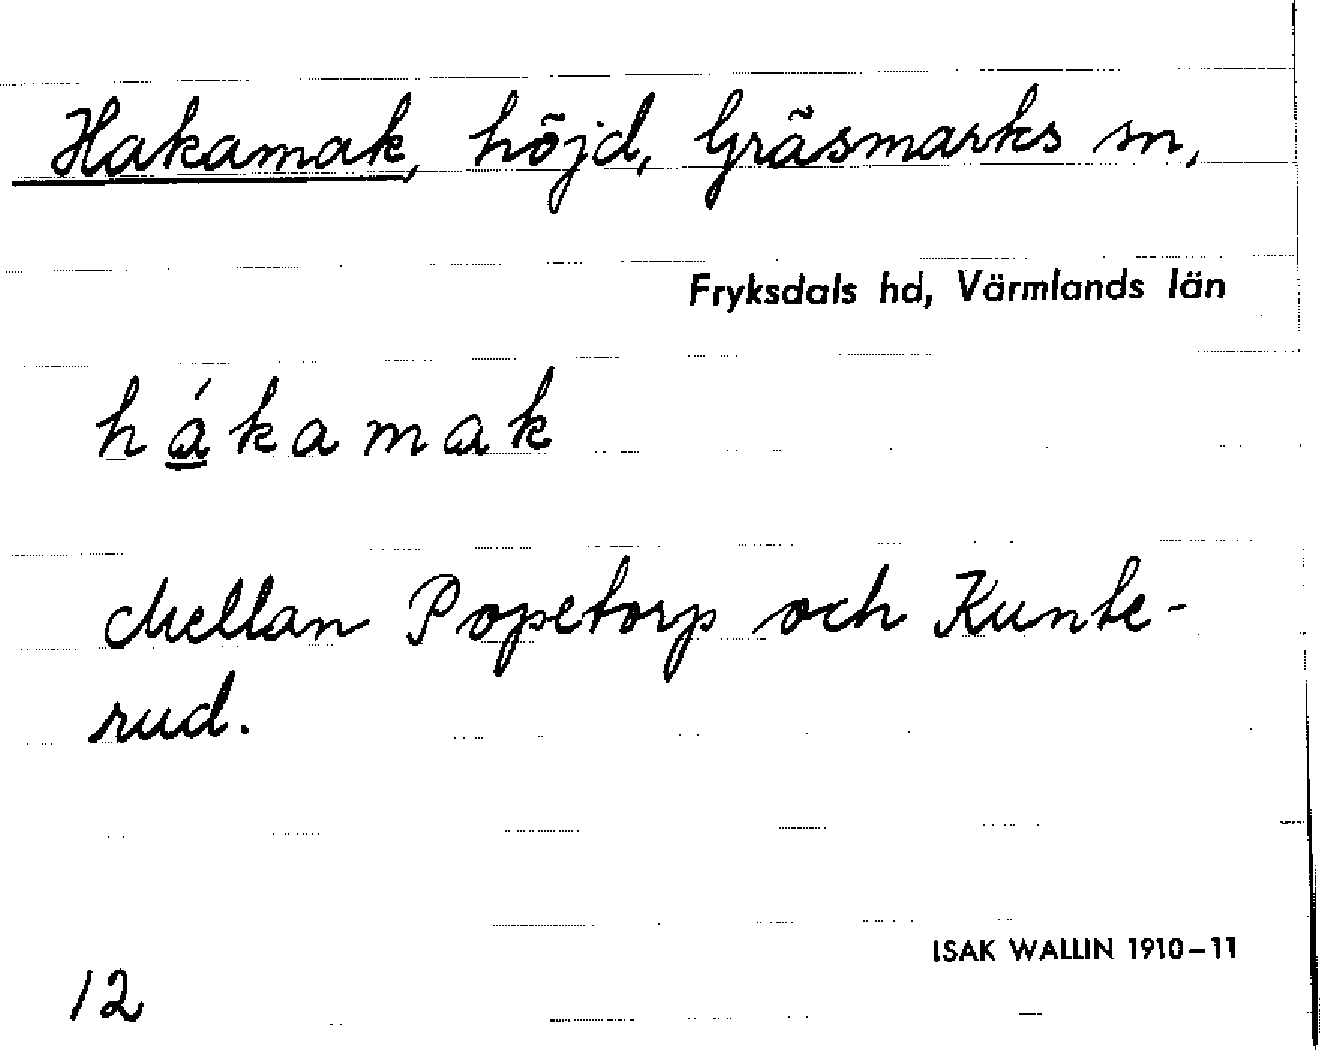 Hakamak, höjd, Gräsmarks sn,
Fryksdals hd, Värmlands län
hákamak
Mellan Popetorp och Kunte-
rud.
ISAK WALLIN 1910–11
12